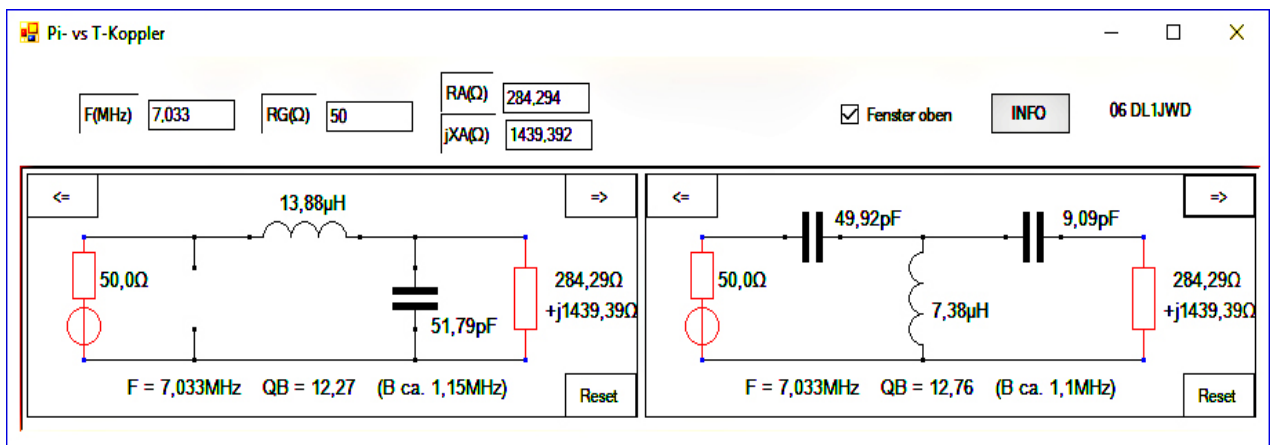 Pi- vs T-Koppler
F(MHz) 7,033 RG(Ω) 50 RA(Ω) 284,294 Fenster oben INFO 06 DL1JWD
jXA(Ω) 1439,392
<= 13,88µH =>
50,0Ω
51,79pF
284,29Ω
+j1439,39Ω
F = 7,033MHz QB = 12,27 (B ca. 1,15MHz) Reset
<= 49,92pF 9,09pF =>
50,0Ω
7,38µH
284,29Ω
+j1439,39Ω
F = 7,033MHz QB = 12,76 (B ca. 1,1MHz) Reset